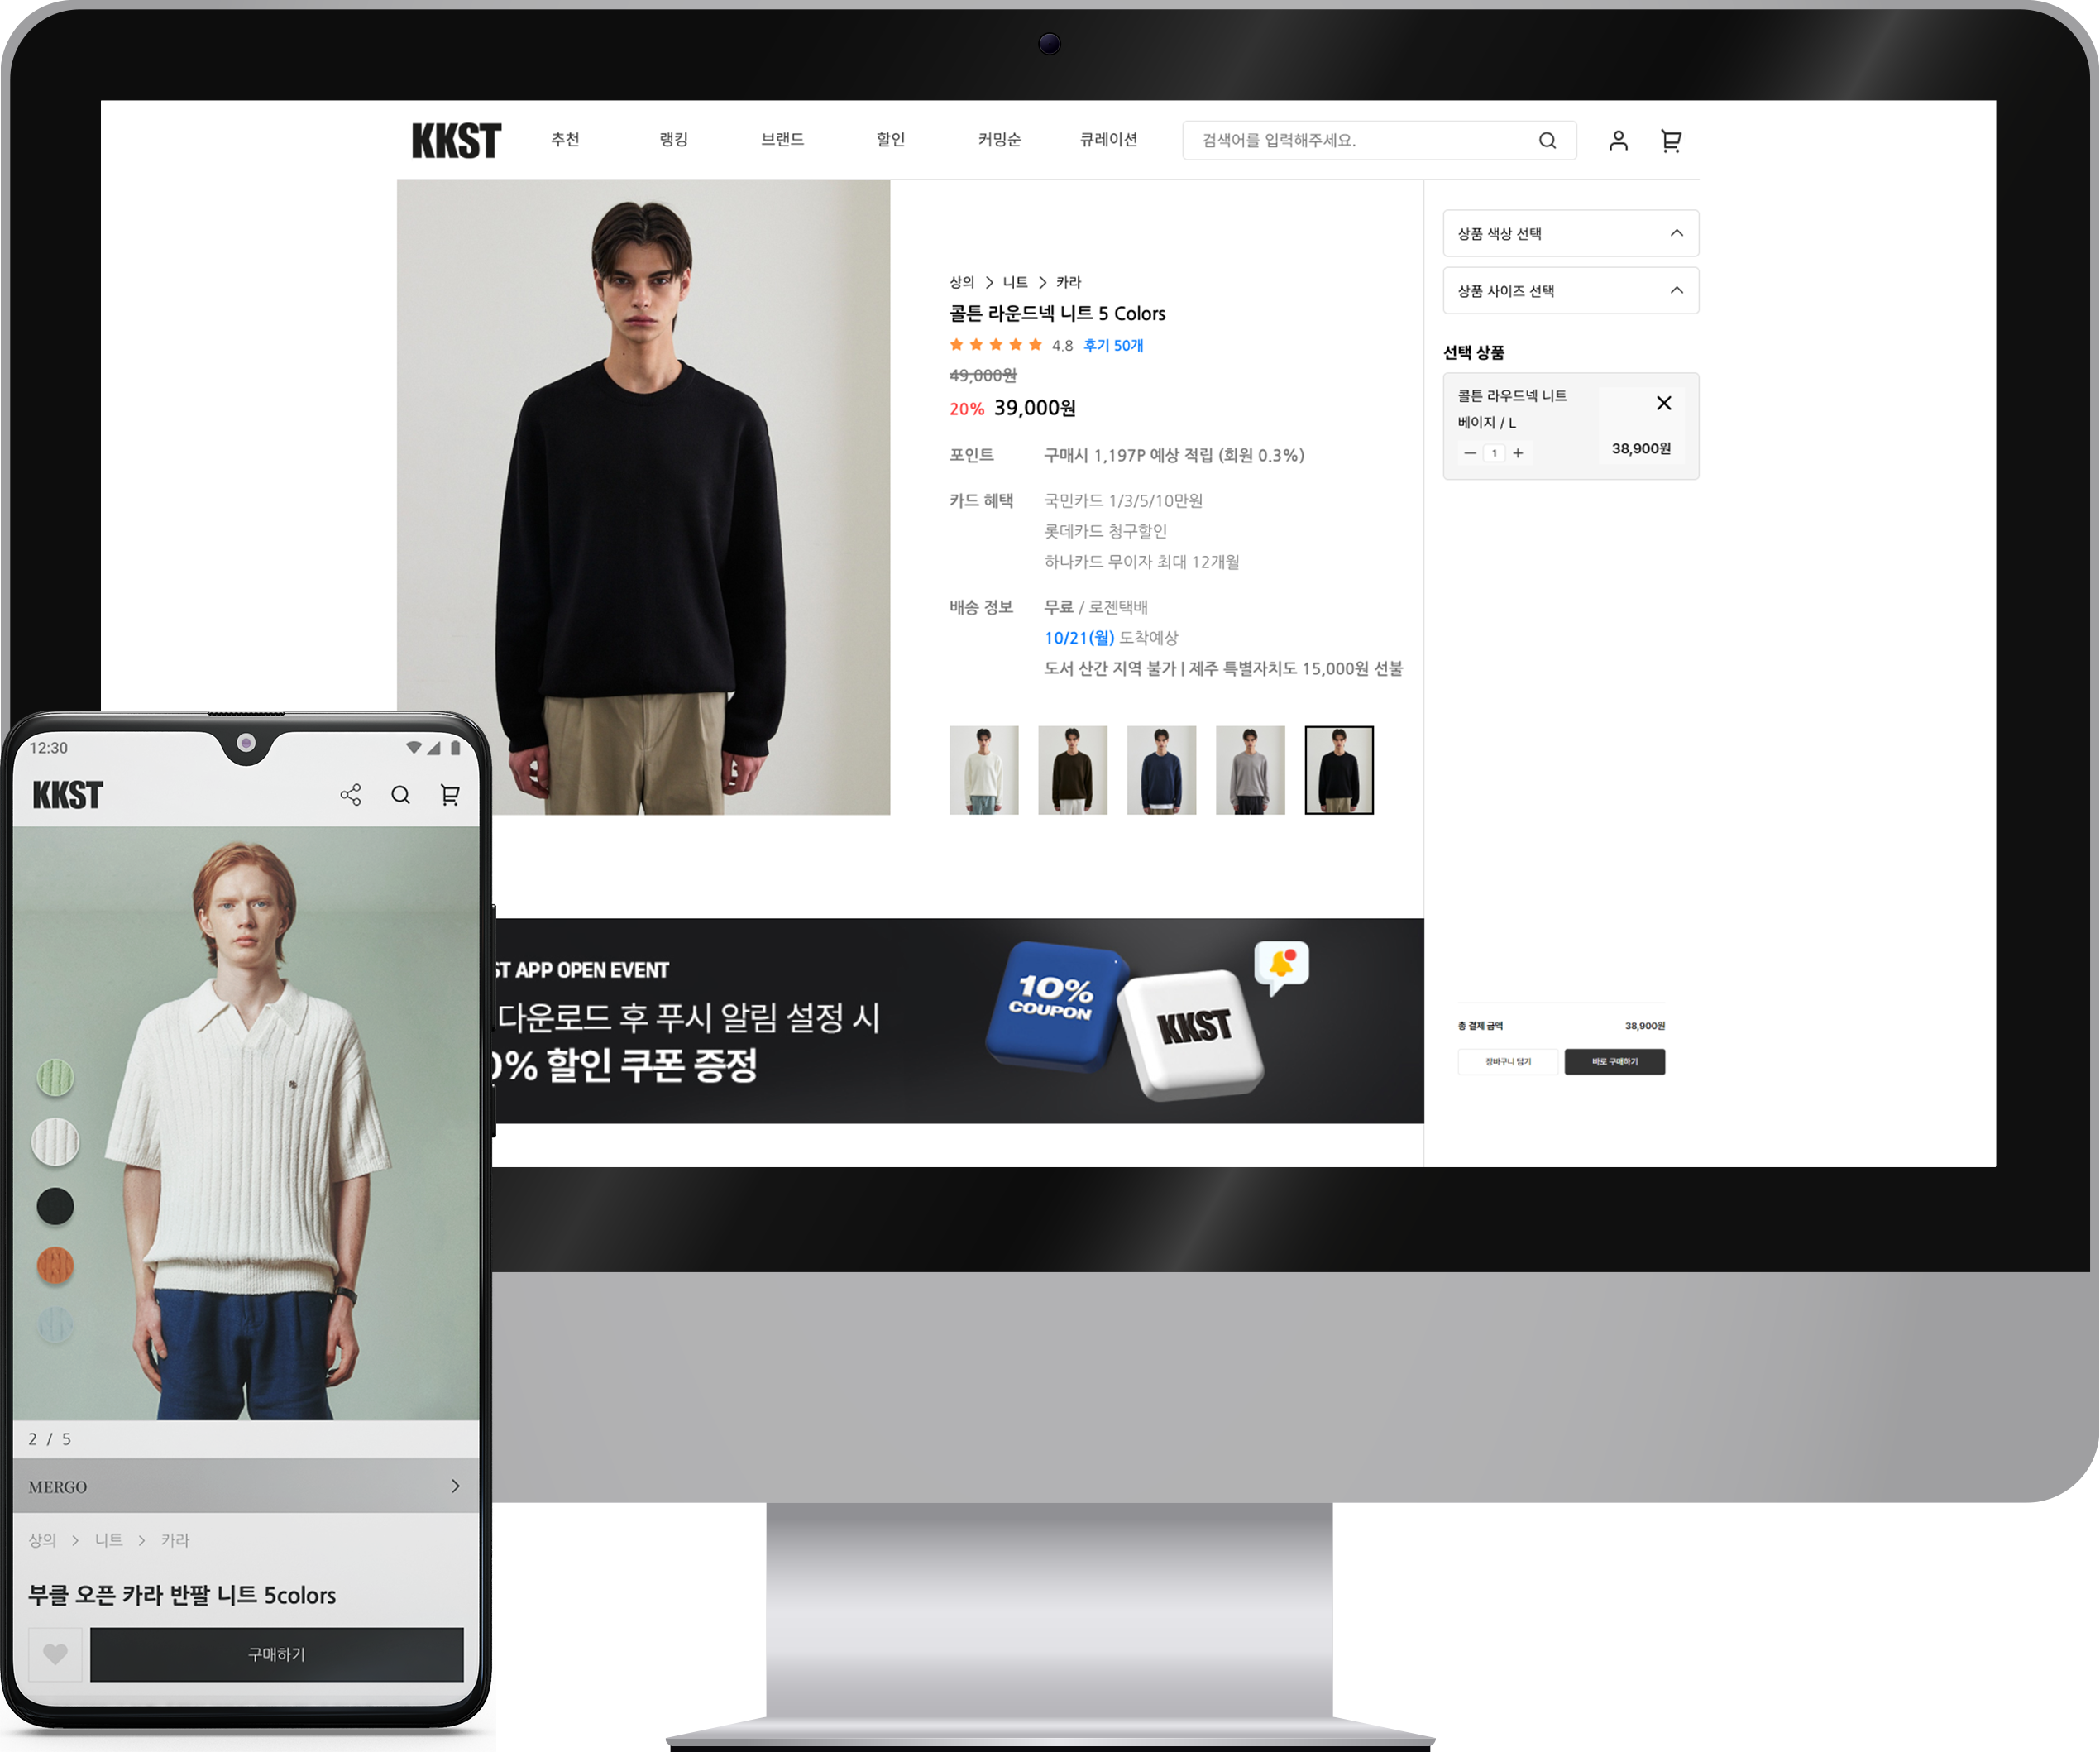 KKST
추천
랭킹
브랜드
할인
커밍순
큐레이션
검색어를 입력해주세요.
상의 > 니트 > 카라
콜튼 라운드넥 니트 5 Colors
4.8 후기 50개
49,000원
20% 39,000원
포인트 구매시 1,197P 예상 적립 (회원 0.3%)
카드 혜택 국민카드 1/3/5/10만원
롯데카드 청구할인
하나카드 무이자 최대 12개월
배송 정보 무료 / 로젠택배
10/21(월) 도착예상
도서 산간 지역 불가 | 제주 특별자치도 15,000원 선불
상품 색상 선택
상품 사이즈 선택
선택 상품
콜튼 라우드넥 니트
베이지 / L
1
38,900원
ST APP OPEN EVENT
다운로드 후 푸시 알림 설정 시
0% 할인 쿠폰 증정
10%
COUPON
KKST
총 결제 금액 38,900원
장바구니 담기
바로 구매하기
12:30
KKST
2 / 5
MERGO
상의 > 니트 > 카라
부클 오픈 카라 반팔 니트 5colors
구매하기